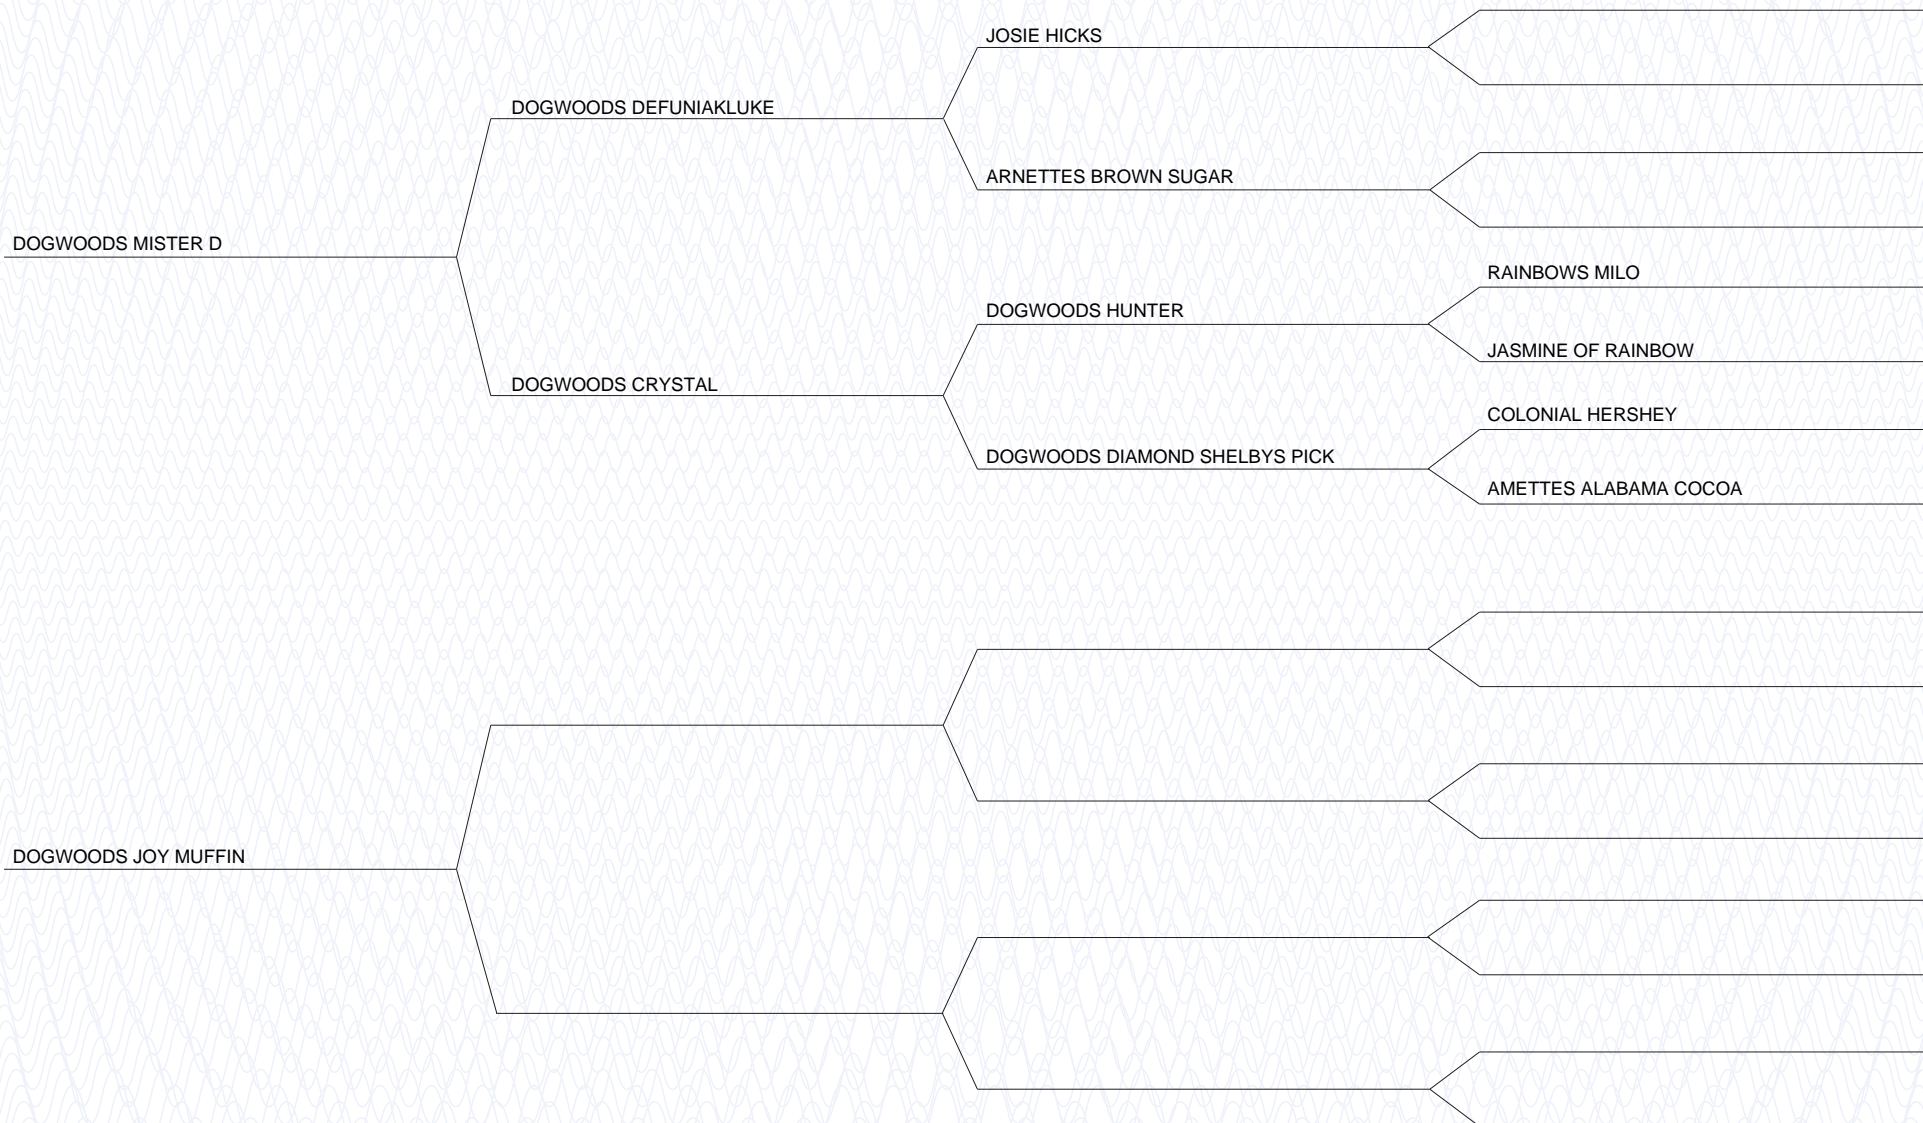 JOSIE HICKS
DOGWOODS DEFUNIAKLUKE
ARNETTES BROWN SUGAR
DOGWOODS MISTER D
RAINBOWS MILO
DOGWOODS HUNTER
JASMINE OF RAINBOW
DOGWOODS CRYSTAL
COLONIAL HERSHEY
DOGWOODS DIAMOND SHELBYS PICK
AMETTES ALABAMA COCOA
DOGWOODS JOY MUFFIN